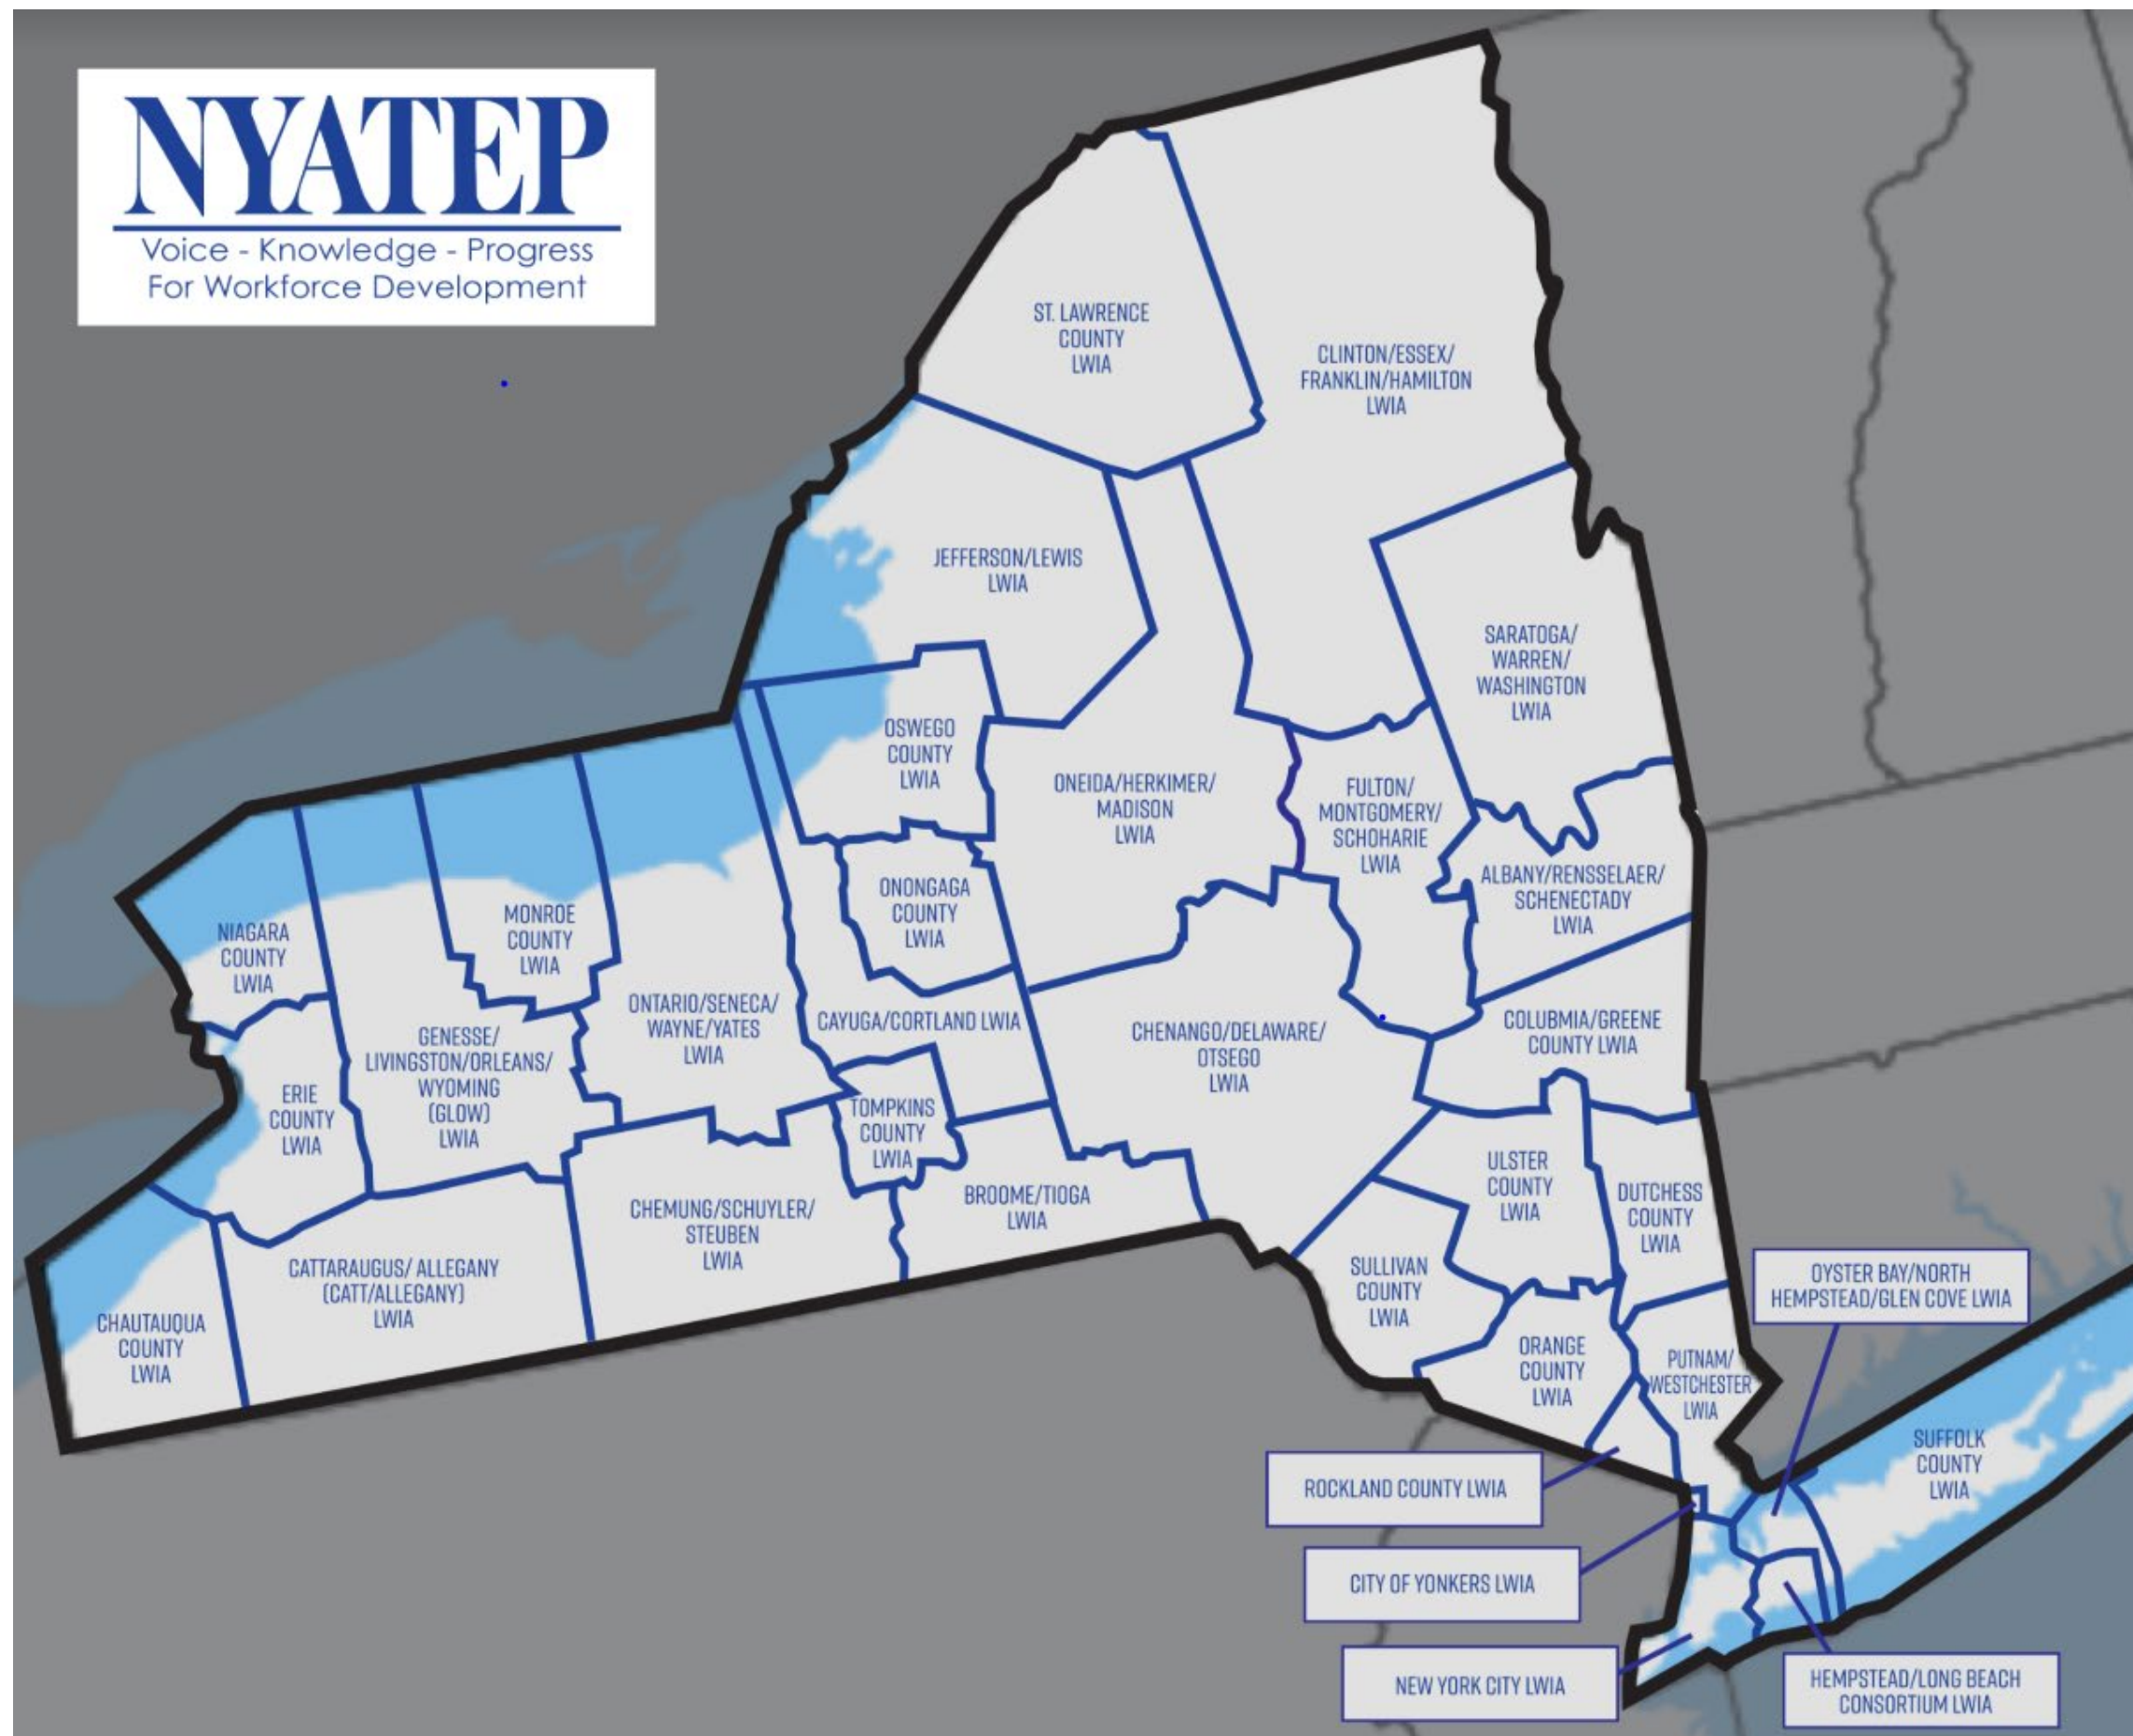 NYATEP
Voice - Knowledge - Progress
For Workforce Development
ST. LAWRENCE
COUNTY
LWIA
CLINTON/ESSEX/
FRANKLIN/HAMILTON
LWIA
JEFFERSON/LEWIS
LWIA
SARATOGA/
WARREN/
WASHINGTON
LWIA
OSWEGO
COUNTY
LWIA
ONEIDA/HERKIMER/
MADISON
LWIA
FULTON/
MONTGOMERY/
SCHOHARIE
LWIA
ALBANY/RENSSELAER/
SCHENECTADY
LWIA
ONONGAGA
COUNTY
LWIA
NIAGARA
COUNTY
LWIA
MONROE
COUNTY
LWIA
ONTARIO/SENECA/
WAYNE/YATES
LWIA
CAYUGA/CORTLAND LWIA
CHENANGO/DELAWARE/
OTSEGO
LWIA
COLUBMIA/GREENE
COUNTY LWIA
GENESSE/
LIVINGSTON/ORLEANS/
WYOMING
(GLOW)
LWIA
ERIE
COUNTY
LWIA
TOMPKINS
COUNTY
LWIA
ULSTER
COUNTY
LWIA
DUTCHESS
COUNTY
LWIA
CHEMUNG/SCHUYLER/
STEUBEN
LWIA
BROOME/TIOGA
LWIA
CATTARAUGUS/ ALLEGANY
(CATT/ALLEGANY)
LWIA
CHAUTAUQUA
COUNTY
LWIA
SULLIVAN
COUNTY
LWIA
ORANGE
COUNTY
LWIA
PUTNAM/
WESTCHESTER
LWIA
OYSTER BAY/NORTH
HEMPSTEAD/GLEN COVE LWIA
SUFFOLK
COUNTY
LWIA
ROCKLAND COUNTY LWIA
CITY OF YONKERS LWIA
NEW YORK CITY LWIA
HEMPSTEAD/LONG BEACH
CONSORTIUM LWIA